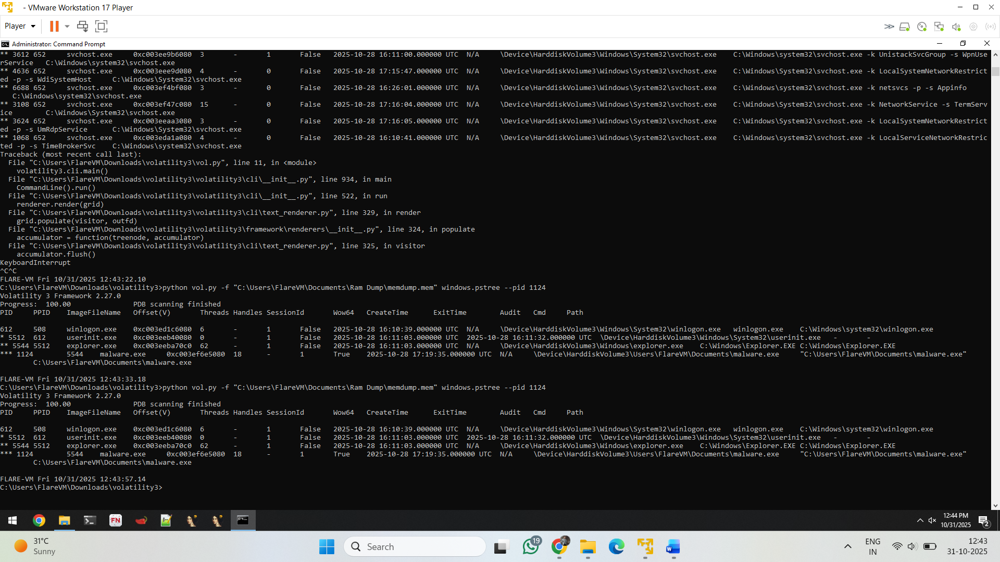 - VMware Workstation 17 Player
Player
Administrator: Command Prompt
** 3612 652 svchost.exe 0xc003ee9b6080 3 - 1 False 2025-10-28 16:11:00.000000 UTC N/A \Device\HarddiskVolume3\Windows\System32\svchost.exe C:\Windows\system32\svchost.exe -k UnistackSvcGroup -s WpnUse
rService C:\Windows\system32\svchost.exe
** 4636 652 svchost.exe 0xc003eee9d080 4 - 0 False 2025-10-28 17:15:47.000000 UTC N/A \Device\HarddiskVolume3\Windows\System32\svchost.exe C:\Windows\System32\svchost.exe -k LocalSystemNetworkRestrict
ed -p -s WdiSystemHost C:\Windows\System32\svchost.exe
** 6688 652 svchost.exe 0xc003ef4bf080 3 - 0 False 2025-10-28 16:26:01.000000 UTC N/A \Device\HarddiskVolume3\Windows\System32\svchost.exe C:\Windows\system32\svchost.exe -k netsvcs -p -s Appinfo
C:\Windows\system32\svchost.exe
** 3108 652 svchost.exe 0xc003ef47c080 15 - 0 False 2025-10-28 17:16:04.000000 UTC N/A \Device\HarddiskVolume3\Windows\System32\svchost.exe C:\Windows\System32\svchost.exe -k NetworkService -s TermServ
ice C:\Windows\System32\svchost.exe
** 3624 652 svchost.exe 0xc003eeaa3080 3 - 0 False 2025-10-28 17:16:05.000000 UTC N/A \Device\HarddiskVolume3\Windows\System32\svchost.exe C:\Windows\System32\svchost.exe -k LocalSystemNetworkRestrict
ed -p -s UmRdpService C:\Windows\System32\svchost.exe
** 1068 652 svchost.exe 0xc003eda1a080 4 - 0 False 2025-10-28 16:10:41.000000 UTC N/A \Device\HarddiskVolume3\Windows\System32\svchost.exe C:\Windows\system32\svchost.exe -k LocalServiceNetworkRestric
ted -p -s TimeBrokerSvc C:\Windows\system32\svchost.exe
Traceback (most recent call last):
File "C:\Users\FlareVM\Downloads\volatility3\vol.py", line 11, in <module>
volatility3.cli.main()
File "C:\Users\FlareVM\Downloads\volatility3\volatility3\cli\__init__.py", line 934, in main
CommandLine().run()
File "C:\Users\FlareVM\Downloads\volatility3\volatility3\cli\__init__.py", line 522, in run
renderer.render(grid)
File "C:\Users\FlareVM\Downloads\volatility3\volatility3\cli\text_renderer.py", line 329, in render
grid.populate(visitor, outfd)
File "C:\Users\FlareVM\Downloads\volatility3\volatility3\framework\renderers\__init__.py", line 324, in populate
accumulator = function(treenode, accumulator)
File "C:\Users\FlareVM\Downloads\volatility3\volatility3\cli\text_renderer.py", line 325, in visitor
accumulator.flush()
KeyboardInterrupt
^C^C
FLARE-VM Fri 10/31/2025 12:43:22.10
C:\Users\FlareVM\Downloads\volatility3>python vol.py -f "C:\Users\FlareVM\Documents\Ram Dump\memdump.mem" windows.pstree --pid 1124
Volatility 3 Framework 2.27.0
Progress: 100.00 PDB scanning finished
PID PPID ImageFileName Offset(V) Threads Handles SessionId Wow64 CreateTime ExitTime Audit Cmd Path
612 508 winlogon.exe 0xc003ed1c6080 6 - 1 False 2025-10-28 16:10:39.000000 UTC N/A \Device\HarddiskVolume3\Windows\System32\winlogon.exe winlogon.exe C:\Windows\system32\winlogon.exe
* 5512 612 userinit.exe 0xc003eeb40080 0 - 1 False 2025-10-28 16:11:03.000000 UTC 2025-10-28 16:11:32.000000 UTC \Device\HarddiskVolume3\Windows\System32\userinit.exe - -
** 5544 5512 explorer.exe 0xc003eeba70c0 62 - 1 False 2025-10-28 16:11:03.000000 UTC N/A \Device\HarddiskVolume3\Windows\explorer.exe C:\Windows\Explorer.EXE C:\Windows\Explorer.EXE
*** 1124 5544 malware.exe 0xc003ef6e5080 18 - 1 True 2025-10-28 17:19:35.000000 UTC N/A \Device\HarddiskVolume3\Users\FlareVM\Documents\malware.exe "C:\Users\FlareVM\Documents\malware.exe"
C:\Users\FlareVM\Documents\malware.exe
FLARE-VM Fri 10/31/2025 12:43:33.18
C:\Users\FlareVM\Downloads\volatility3>python vol.py -f "C:\Users\FlareVM\Documents\Ram Dump\memdump.mem" windows.pstree --pid 1124
Volatility 3 Framework 2.27.0
Progress: 100.00 PDB scanning finished
PID PPID ImageFileName Offset(V) Threads Handles SessionId Wow64 CreateTime ExitTime Audit Cmd Path
612 508 winlogon.exe 0xc003ed1c6080 6 - 1 False 2025-10-28 16:10:39.000000 UTC N/A \Device\HarddiskVolume3\Windows\System32\winlogon.exe winlogon.exe C:\Windows\system32\winlogon.exe
* 5512 612 userinit.exe 0xc003eeb40080 0 - 1 False 2025-10-28 16:11:03.000000 UTC 2025-10-28 16:11:32.000000 UTC \Device\HarddiskVolume3\Windows\System32\userinit.exe - -
** 5544 5512 explorer.exe 0xc003eeba70c0 62 - 1 False 2025-10-28 16:11:03.000000 UTC N/A \Device\HarddiskVolume3\Windows\explorer.exe C:\Windows\Explorer.EXE C:\Windows\Explorer.EXE
*** 1124 5544 malware.exe 0xc003ef6e5080 18 - 1 True 2025-10-28 17:19:35.000000 UTC N/A \Device\HarddiskVolume3\Users\FlareVM\Documents\malware.exe "C:\Users\FlareVM\Documents\malware.exe"
C:\Users\FlareVM\Documents\malware.exe
FLARE-VM Fri 10/31/2025 12:43:57.14
C:\Users\FlareVM\Downloads\volatility3>
FN
12:44 PM
10/31/2025
2
31°C
Sunny
Search
19
ENG
IN
12:43
31-10-2025